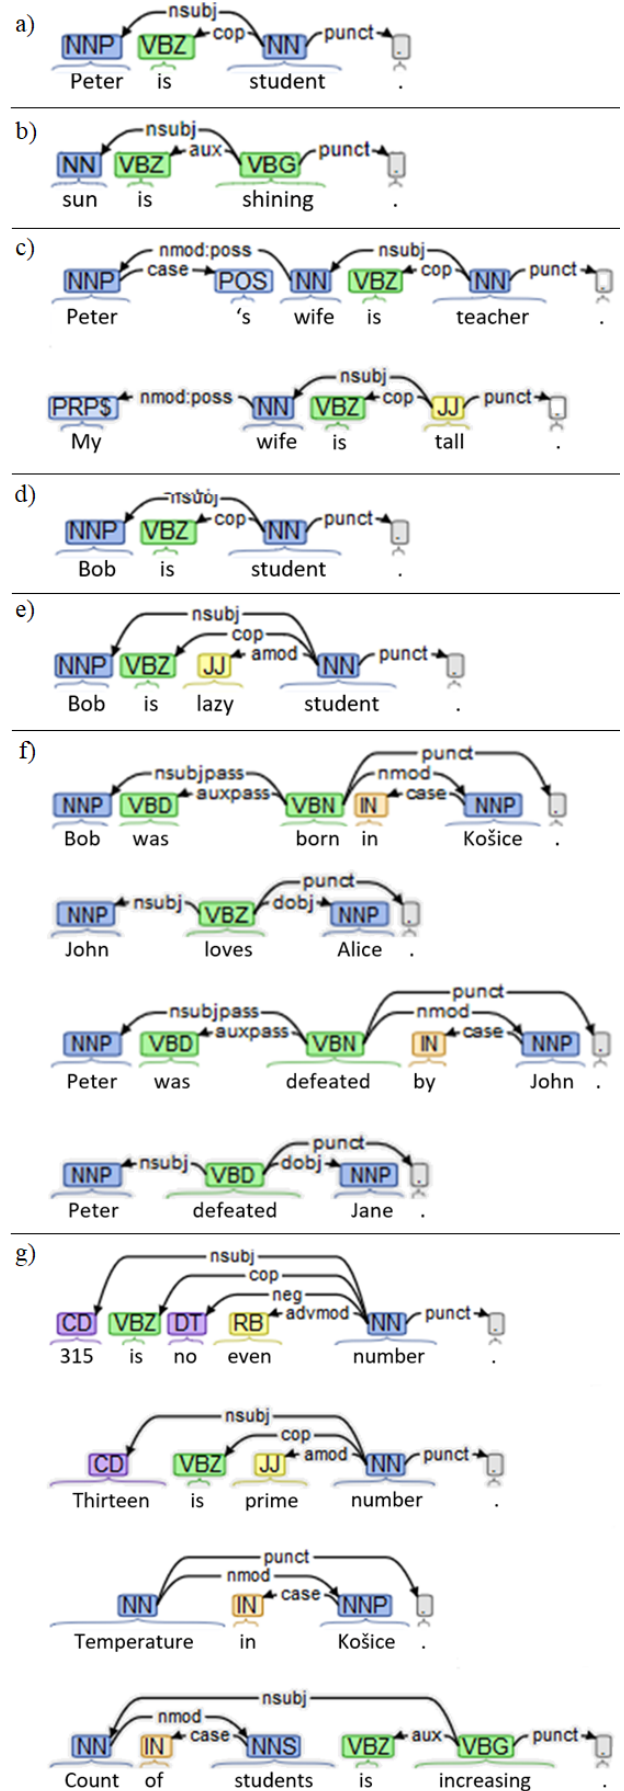 a)
nsubj
NNP VBZ cop NN punct .
Peter is student .
b)
nsubj
NN VBZ aux VBG punct .
sun is shining .
c)
nmod:poss nsubj
NNP case POS NN VBZ cop NN punct .
Peter ‘s wife is teacher .
nsubj
PRP$ nmod:poss NN VBZ cop JJ punct .
My wife is tall .
d)
nsubj
NNP VBZ cop NN punct .
Bob is student .
e)
nsubj
cop
NNP VBZ JJ amod NN punct .
Bob is lazy student .
f)
punct
nsubjpass nmod
NNP VBD auxpass VBN IN case NNP .
Bob was born in Košice .
punct
NNP nsubj VBZ dobj NNP .
John loves Alice .
punct
nsubjpass nmod
NNP VBD auxpass VBN IN case NNP .
Peter was defeated by John .
punct
NNP nsubj VBD dobj NNP .
Peter defeated Jane .
g)
nsubj
cop
neg
CD VBZ DT RB advmod NN punct .
315 is no even number .
nsubj
cop
CD VBZ JJ amod NN punct .
Thirteen is prime number .
punct
nmod
NN IN case NNP .
Temperature in Košice .
nsubj
nmod
NN IN case NNS VBZ aux VBG punct .
Count of students is increasing .